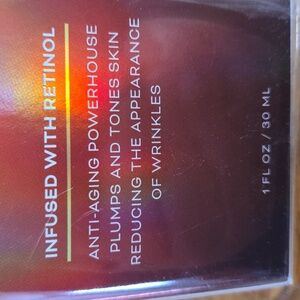 INFUSED WITH RETINOL
ANTI-AGING POWERHOUSE
PLUMPS AND TONES SKIN
REDUCING THE APPEARANCE
OF WRINKLES
1 FL OZ / 30 ML